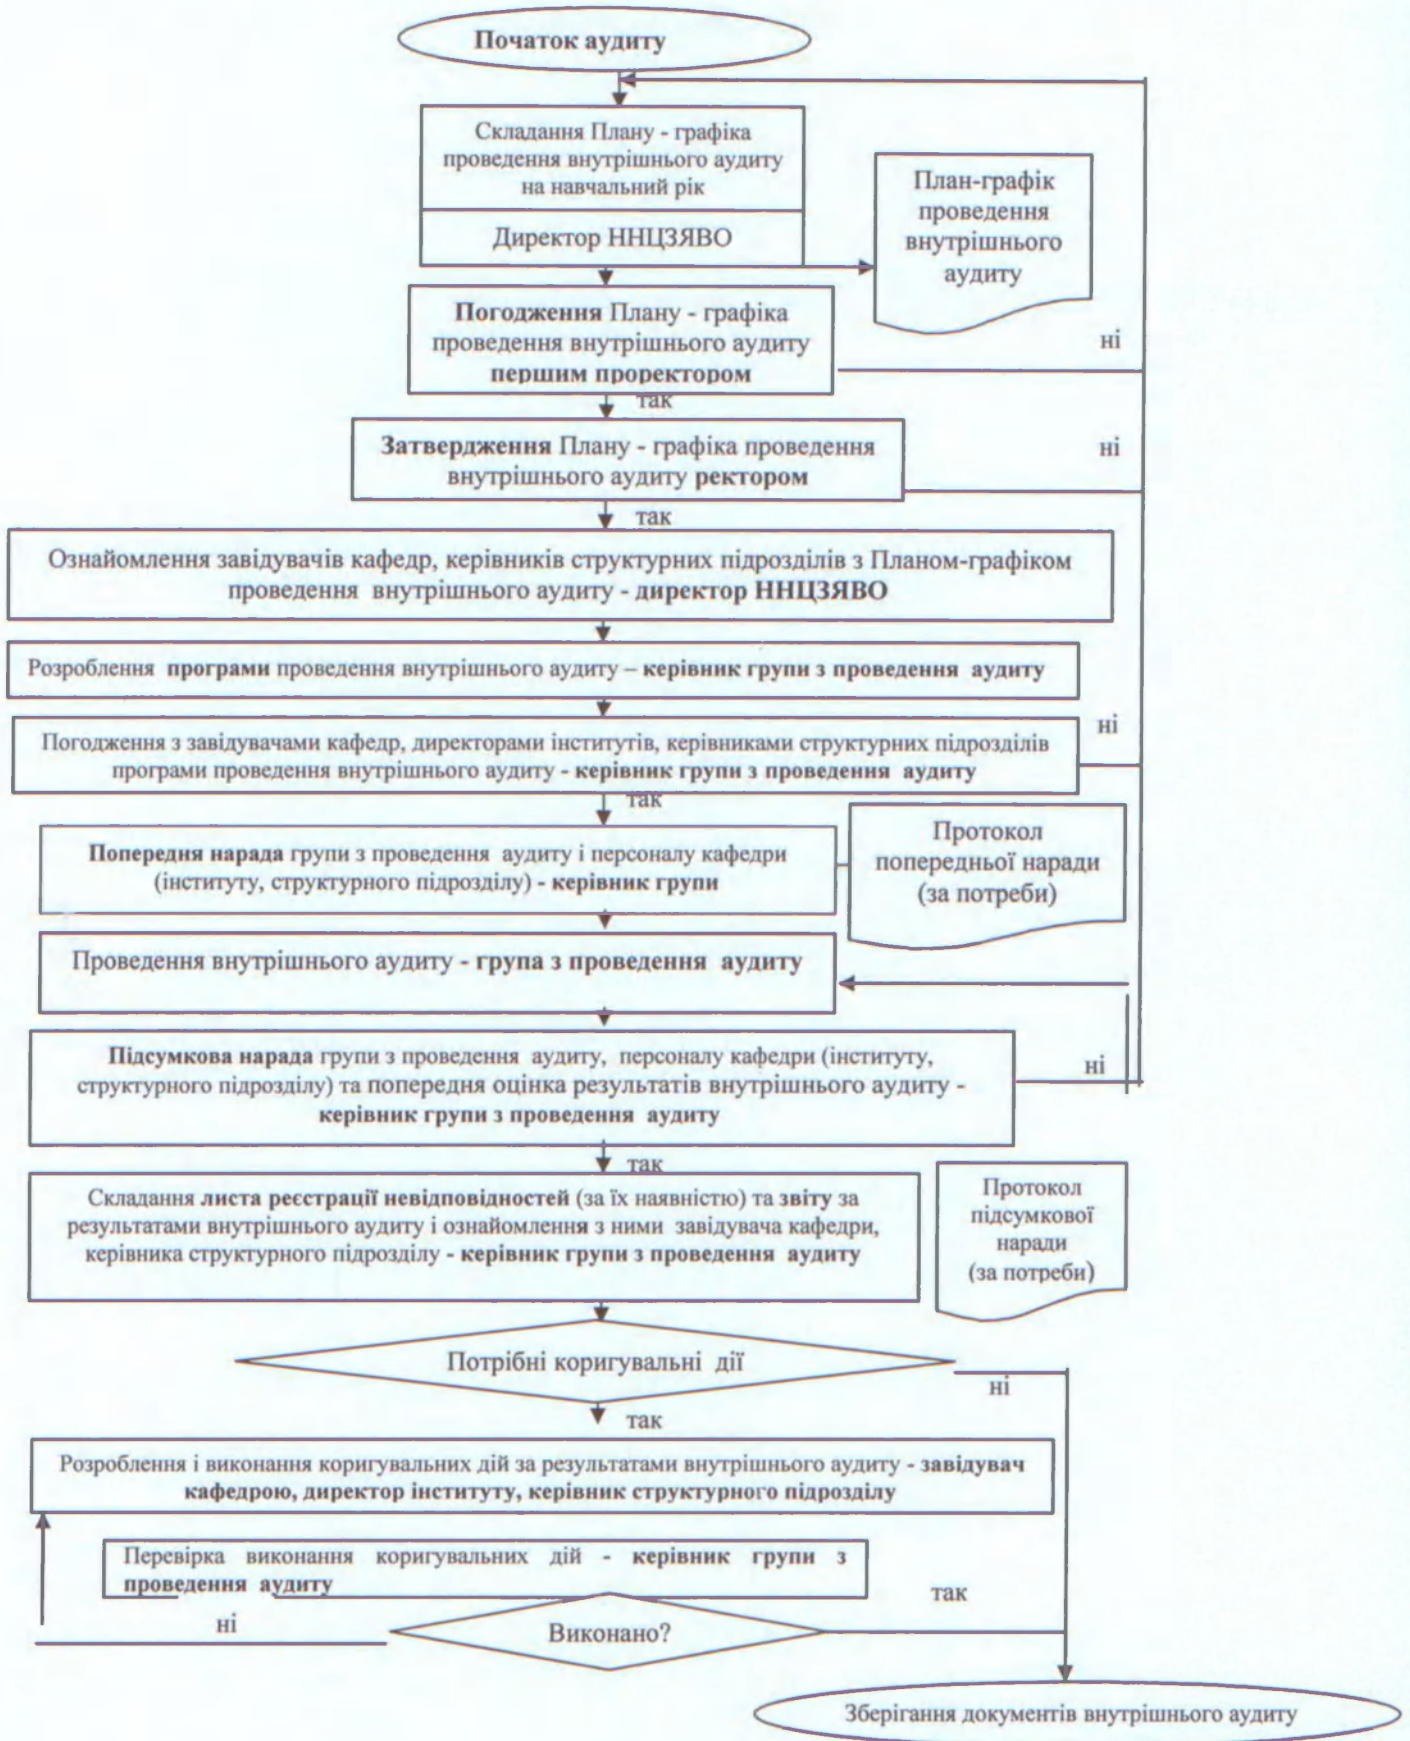 Початок аудиту
Складання Плану - графіка
проведення внутрішнього аудиту
на навчальний рік
Директор ННЦЗЯВО
План-графік
проведення
внутрішнього
аудиту
Погодження Плану - графіка
проведення внутрішнього аудиту
першим проректором
ні
так
Затвердження Плану - графіка проведення
внутрішнього аудиту ректором
ні
так
Ознайомлення завідувачів кафедр, керівників структурних підрозділів з Планом-графіком
проведення внутрішнього аудиту - директор ННЦЗЯВО
Розроблення програми проведення внутрішнього аудиту – керівник групи з проведення аудиту
Погодження з завідувачами кафедр, директорами інститутів, керівниками структурних підрозділів
програми проведення внутрішнього аудиту - керівник групи з проведення аудиту
ні
так
Попередня нарада групи з проведення аудиту і персоналу кафедри
(інституту, структурного підрозділу) - керівник групи
Протокол
попередньої наради
(за потреби)
Проведення внутрішнього аудиту - група з проведення аудиту
Підсумкова нарада групи з проведення аудиту, персоналу кафедри (інституту,
структурного підрозділу) та попередня оцінка результатів внутрішнього аудиту -
керівник групи з проведення аудиту
ні
так
Складання листа реєстрації невідповідностей (за їх наявністю) та звіту за
результатами внутрішнього аудиту і ознайомлення з ними завідувача кафедри,
керівника структурного підрозділу - керівник групи з проведення аудиту
Протокол
підсумкової
наради
(за потреби)
Потрібні коригувальні дії
ні
так
Розроблення і виконання коригувальних дій за результатами внутрішнього аудиту - завідувач
кафедрою, директор інституту, керівник структурного підрозділу
Перевірка виконання коригувальних дій - керівник групи з
проведення аудиту
так
ні
Виконано?
Зберігання документів внутрішнього аудиту